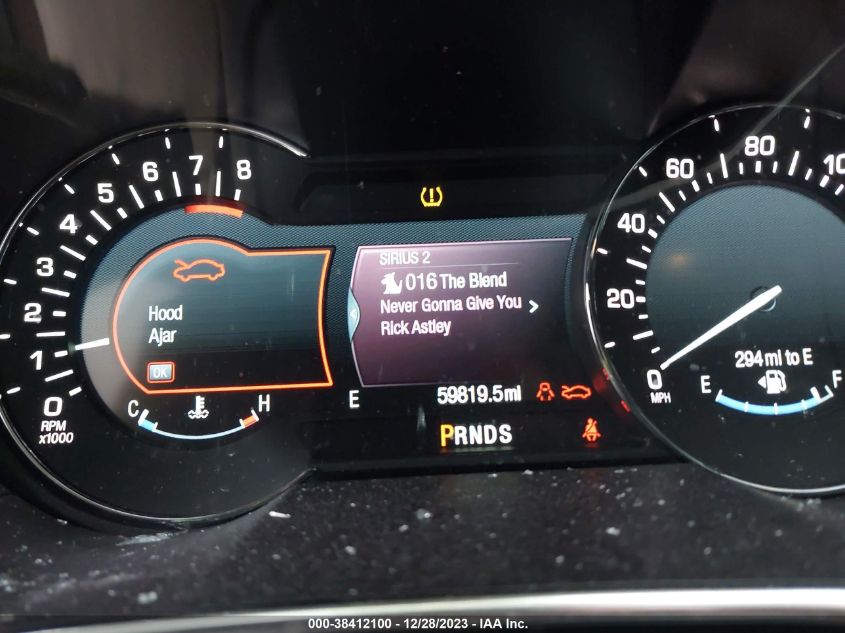 0 1 2 3 4 5 6 7 8
RPM
x1000
Hood
Ajar
OK
C H
SIRIUS 2
016 The Blend
Never Gonna Give You >
Rick Astley
E
59819.5mi
PRNDS
0 20 40 60 80
MPH
294mi to E
E F
000-38412100 - 12/28/2023 - IAA Inc.